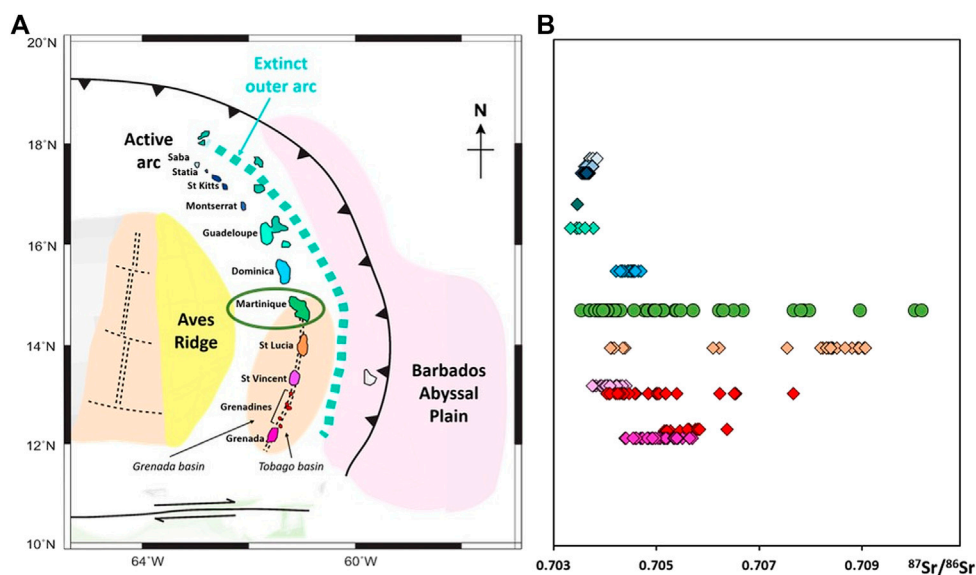 A
B
20°N
18°N
16°N
14°N
12°N
10°N
64°W
60°W
Extinct
outer arc
N
Active
arc
Saba
Statia
St Kitts
Montserrat
Guadeloupe
Dominica
Martinique
Aves
Ridge
St Lucia
St Vincent
Grenadines
Grenada
Barbados
Abyssal
Plain
Grenada basin
Tobago basin
0.703
0.705
0.707
0.709
⁸⁷Sr/⁸⁶Sr